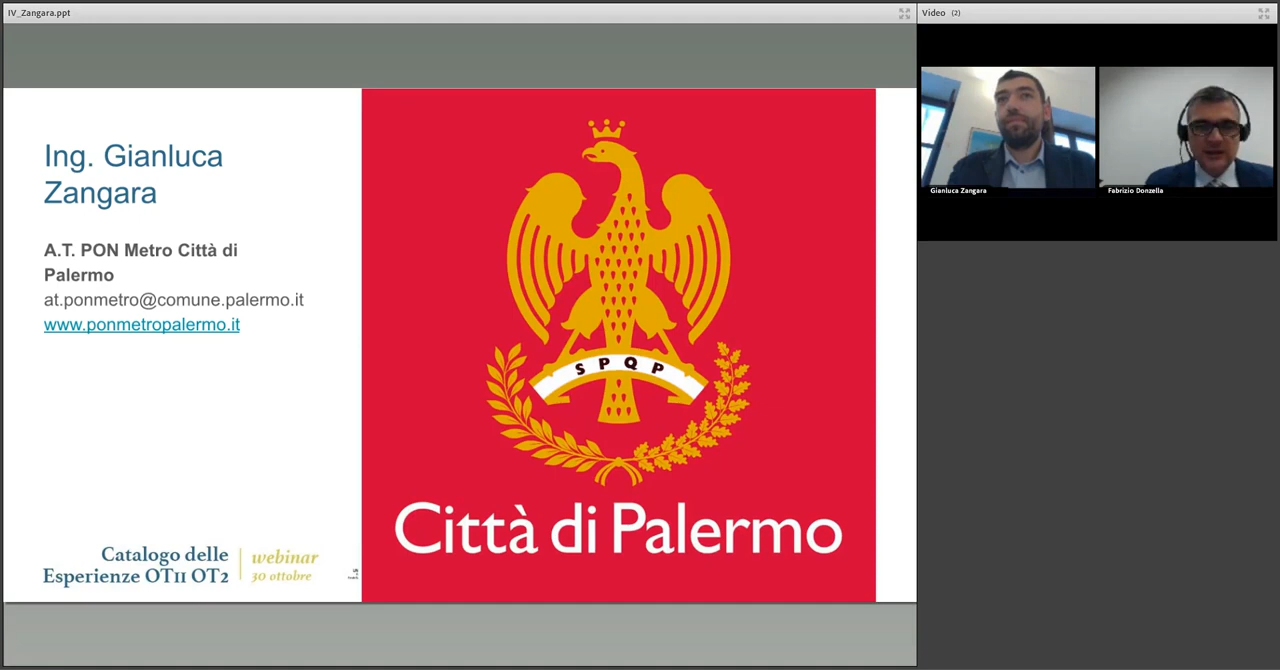 IV_Zangara.ppt
Video (2)
Ing. Gianluca
Zangara
A.T. PON Metro Città di
Palermo
at.ponmetro@comune.palermo.it
www.ponmetropalermo.it
Catalogo delle
Esperienze OT11 OT2
webinar
30 ottobre
S P Q P
Città di Palermo
Gianluca Zangara
Fabrizio Donzella